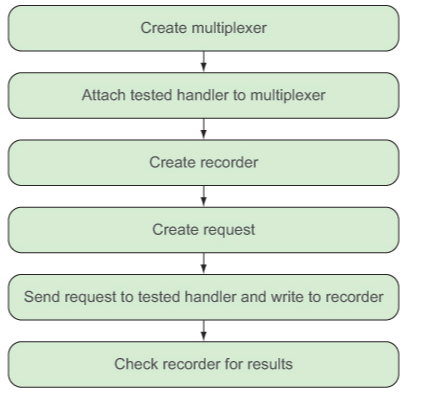 Create multiplexer
Attach tested handler to multiplexer
Create recorder
Create request
Send request to tested handler and write to recorder
Check recorder for results